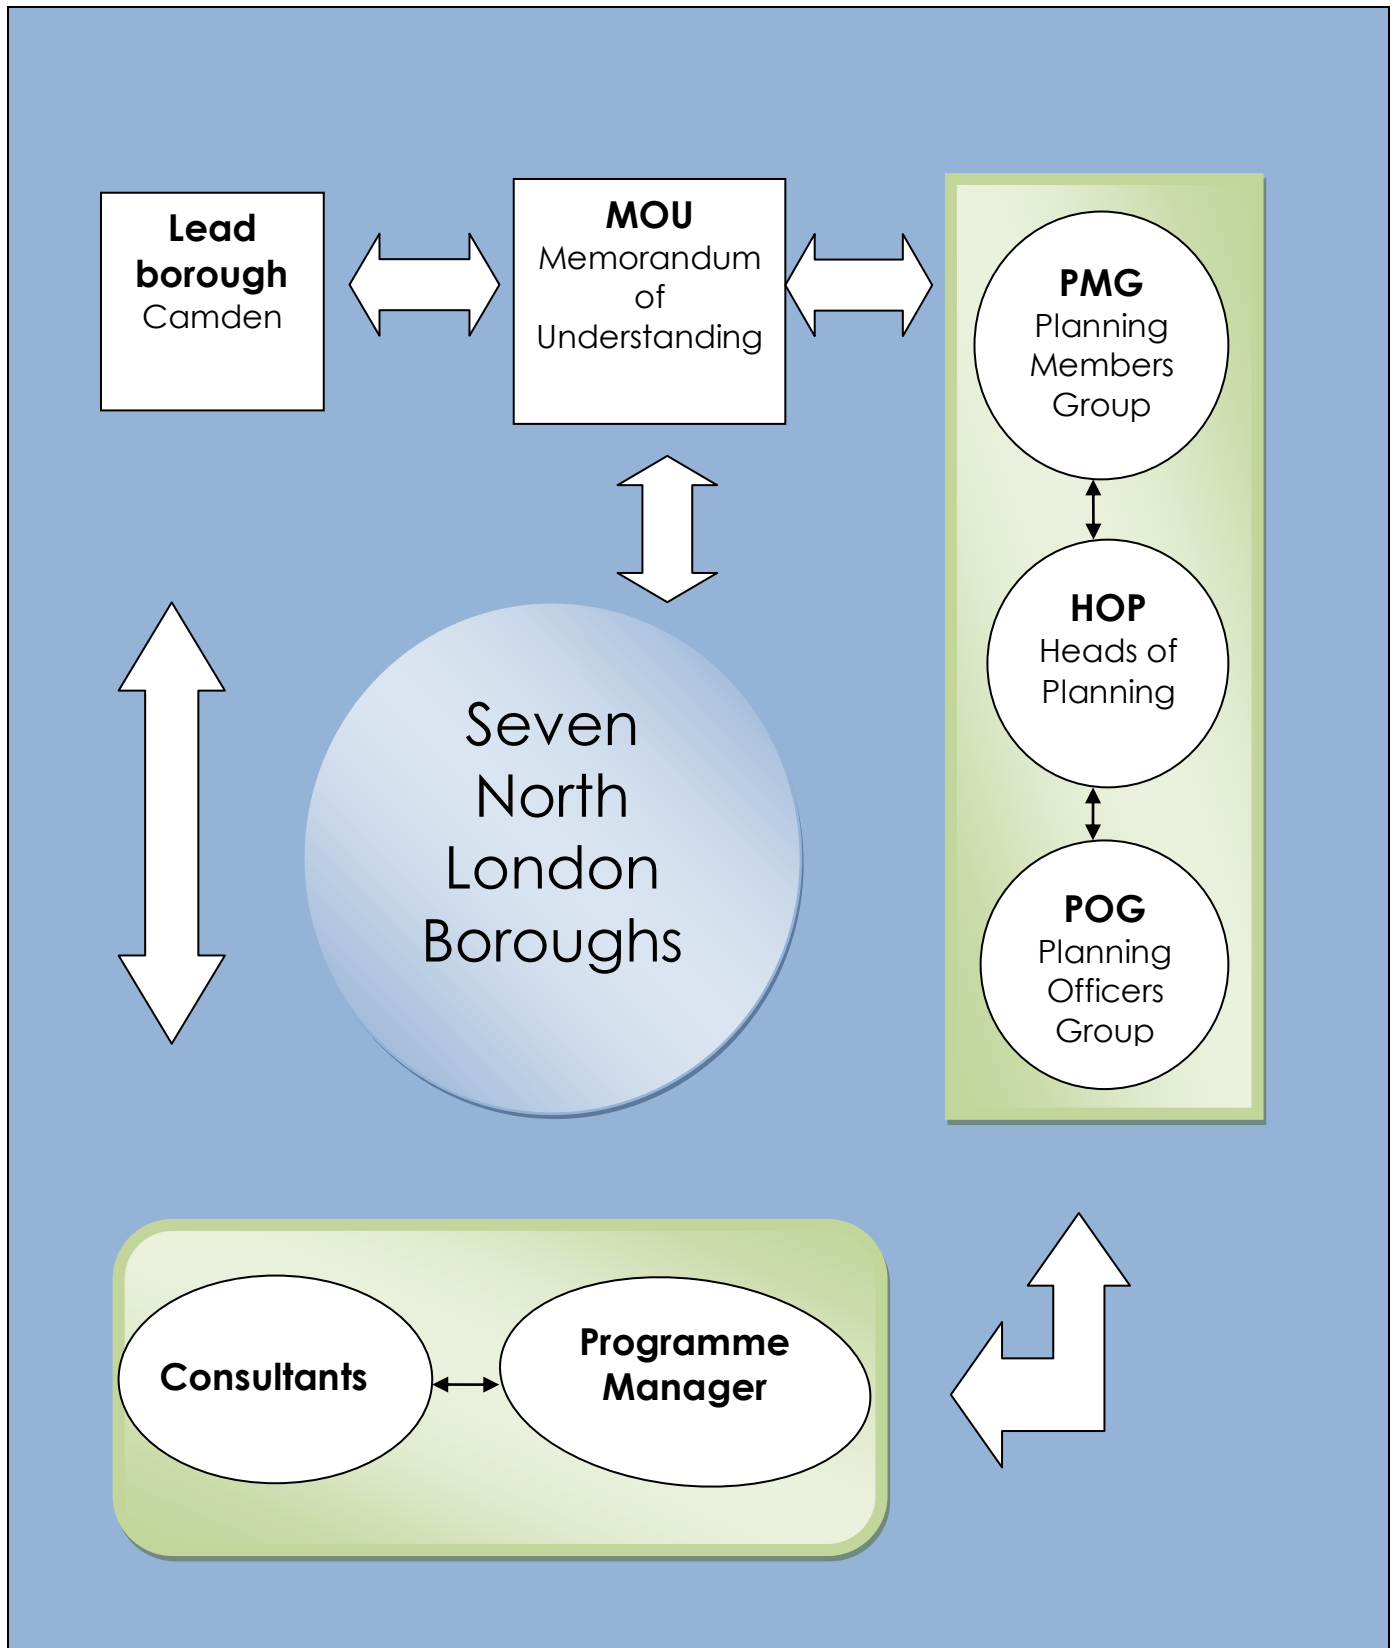 Lead
borough
Camden
MOU
Memorandum
of
Understanding
PMG
Planning
Members
Group
HOP
Heads of
Planning
POG
Planning
Officers
Group
Seven
North
London
Boroughs
Consultants
Programme
Manager